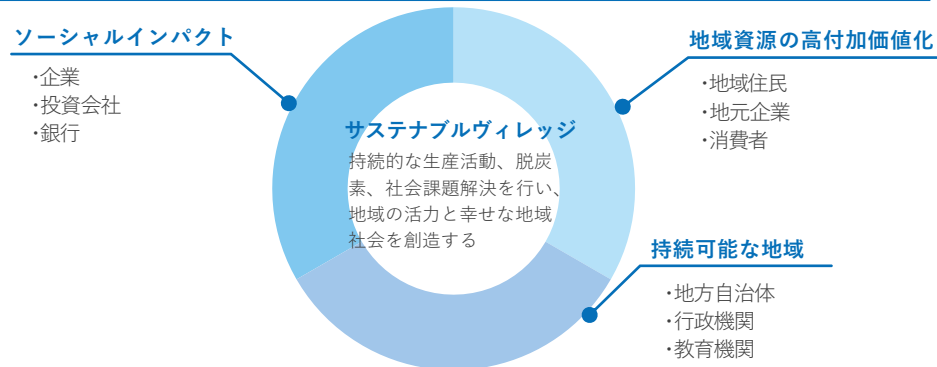 ソーシャルインパクト
・企業
・投資会社
・銀行
地域資源の高付加価値化
・地域住民
・地元企業
・消費者
サステナブルヴィレッジ
持続的な生産活動、脱炭
素、社会課題解決を行い、
地域の活力と幸せな地域
社会を創造する
持続可能な地域
・地方自治体
・行政機関
・教育機関